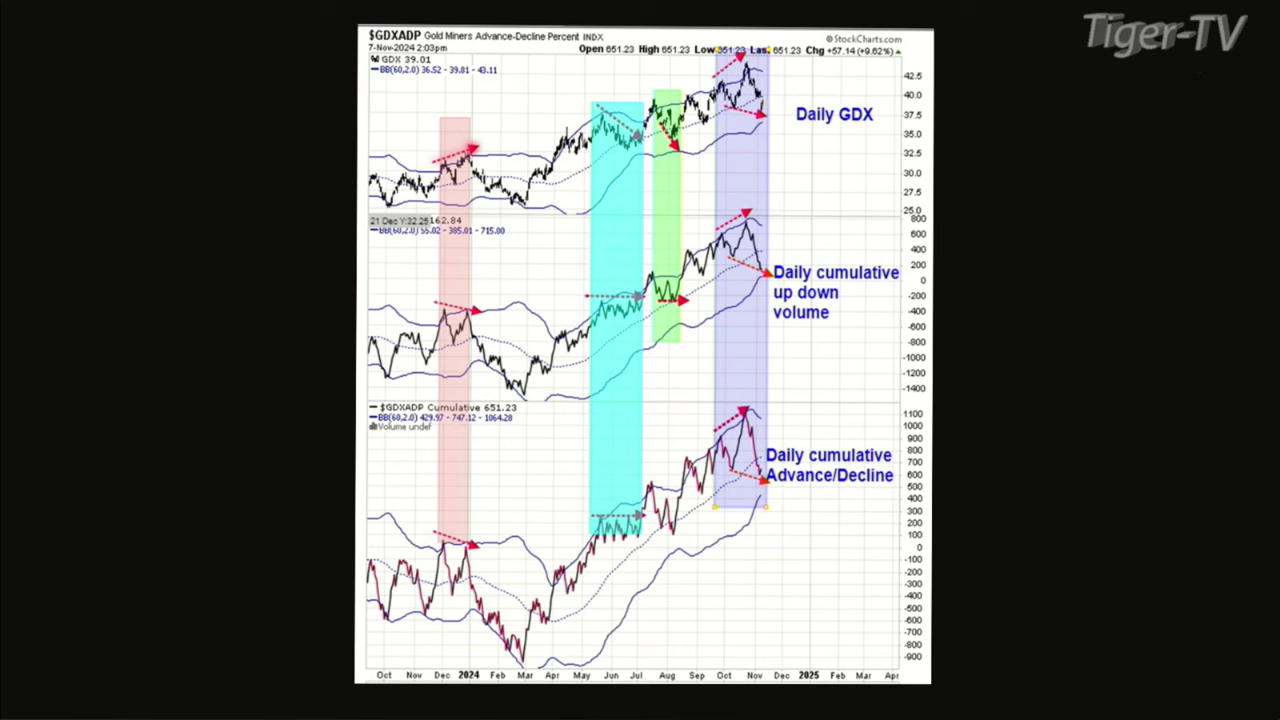 Tiger-TV
$GDXADP Gold Miners Advance-Decline Percent INDX
© StockCharts.com
7-Nov-2024 2:03pm
Open 651.23 High 651.23 Low 651.23 Last 651.23 Chg +57.14 (+9.62%)
GDX 39.01
BB(60,2.0) 36.52 - 39.81 - 43.11
42.5
40.0
Daily GDX
37.5
35.0
32.5
30.0
27.5
25.0
21 Dec Y:32.25 162.84
BB(60,2.0) 55.02 - 385.01 - 715.00
800
600
400
200
0
-200
-400
-600
-800
-1000
-1200
-1400
Daily cumulative
up down
volume
$GDXADP Cumulative 651.23
BB(60,2.0) 429.97 - 747.12 - 1064.28
Volume undef
1100
1000
900
800
700
600
500
400
300
200
100
0
-100
-200
-300
-400
-500
-600
-700
-800
-900
Daily cumulative
Advance/Decline
Oct Nov Dec 2024 Feb Mar Apr May Jun Jul Aug Sep Oct Nov Dec 2025 Feb Mar Apr